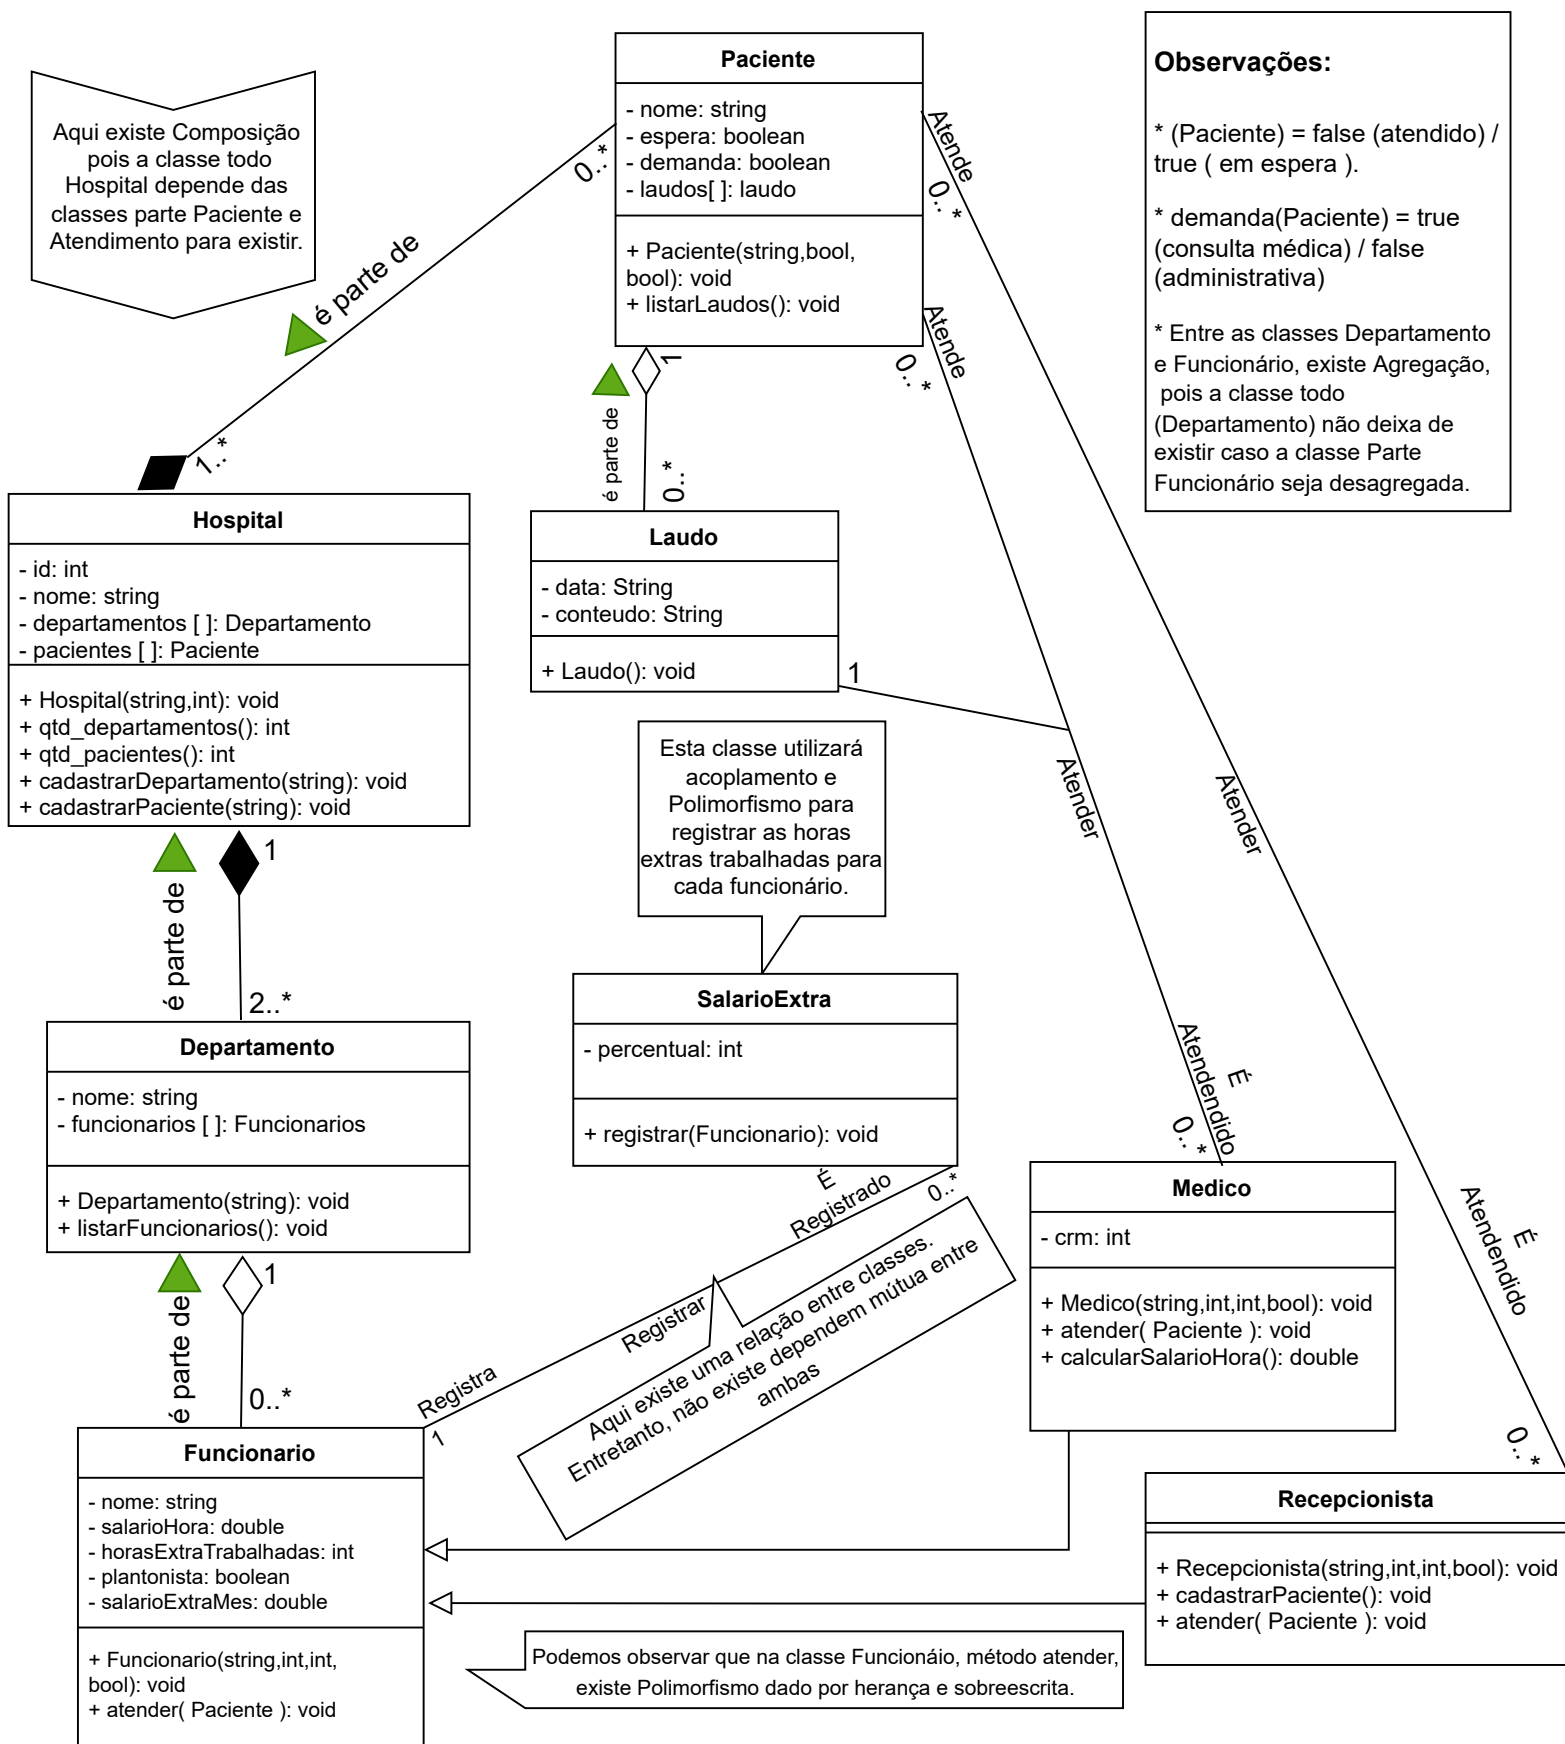 Paciente
- nome: string
- espera: boolean
- demanda: boolean
- laudos[ ]: laudo
+ Paciente(string,bool,
bool): void
+ listarLaudos(): void
Observações:
* (Paciente) = false (atendido) /
true ( em espera ).
* demanda(Paciente) = true
(consulta médica) / false
(administrativa)
* Entre as classes Departamento
e Funcionário, existe Agregação,
pois a classe todo
(Departamento) não deixa de
existir caso a classe Parte
Funcionário seja desagregada.
Aqui existe Composição
pois a classe todo
Hospital depende das
classes parte Paciente e
Atendimento para existir.
0..*
é parte de
1..*
Atende
0..*
Atende
0..*
1
é parte de
0..*
Hospital
- id: int
- nome: string
- departamentos [ ]: Departamento
- pacientes [ ]: Paciente
+ Hospital(string,int): void
+ qtd_departamentos(): int
+ qtd_pacientes(): int
+ cadastrarDepartamento(string): void
+ cadastrarPaciente(string): void
Laudo
- data: String
- conteudo: String
+ Laudo(): void
1
Atender
Atender
Esta classe utilizará
acoplamento e
Polimorfismo para
registrar as horas
extras trabalhadas para
cada funcionário.
1
é parte de
2..*
SalarioExtra
- percentual: int
+ registrar(Funcionario): void
Departamento
- nome: string
- funcionarios [ ]: Funcionarios
+ Departamento(string): void
+ listarFuncionarios(): void
É
Atendendido
0..*
É
Atendendido
0..*
Medico
- crm: int
+ Medico(string,int,int,bool): void
+ atender( Paciente ): void
+ calcularSalarioHora(): double
É
Registrado
0..*
Registrar
Registra
1
Aqui existe uma relação entre classes.
Entretanto, não existe dependem mútua entre
ambas
1
é parte de
0..*
Funcionario
- nome: string
- salarioHora: double
- horasExtraTrabalhadas: int
- plantonista: boolean
- salarioExtraMes: double
+ Funcionario(string,int,int,
bool): void
+ atender( Paciente ): void
Recepcionista
+ Recepcionista(string,int,int,bool): void
+ cadastrarPaciente(): void
+ atender( Paciente ): void
Podemos observar que na classe Funcionáio, método atender,
existe Polimorfismo dado por herança e sobreescrita.